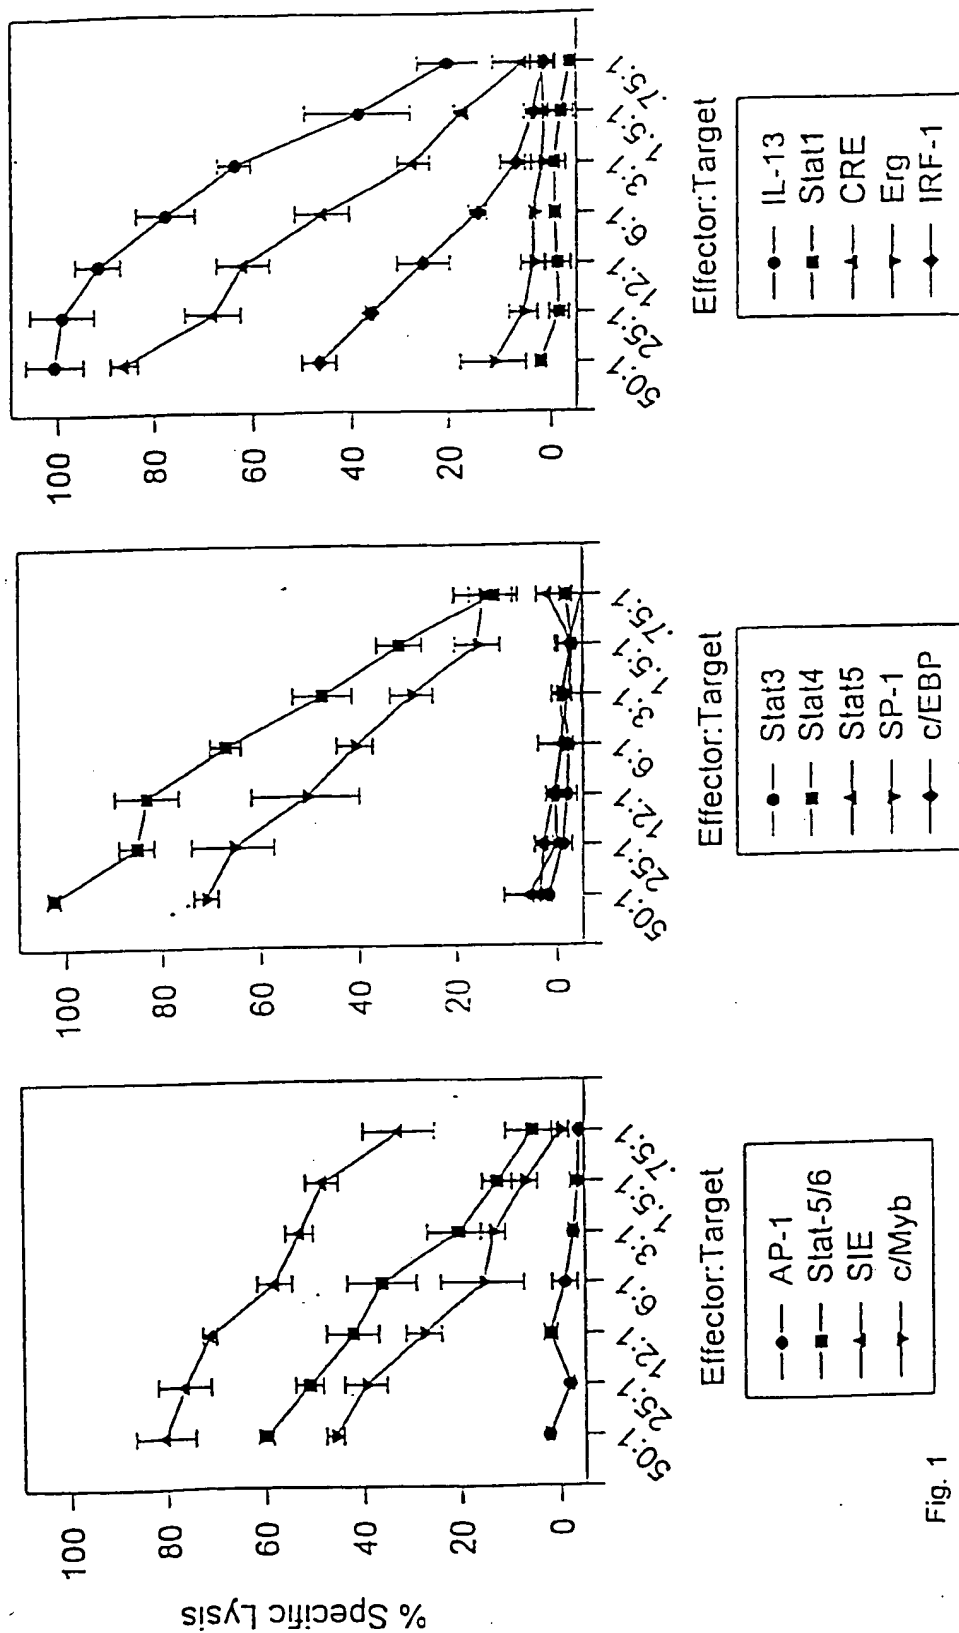 % Specific Lysis
100
80
60
40
20
0
50:1 25:1 12:1 6:1 3:1 1.5:1 .75:1
Effector:Target
AP-1
Stat-5/6
SIE
c/Myb
100
80
60
40
20
0
50:1 25:1 12:1 6:1 3:1 1.5:1 .75:1
Effector:Target
Stat3
Stat4
Stat5
SP-1
c/EBP
100
80
60
40
20
0
50:1 25:1 12:1 6:1 3:1 1.5:1 .75:1
Effector:Target
IL-13
Stat1
CRE
Erg
IRF-1
Fig. 1